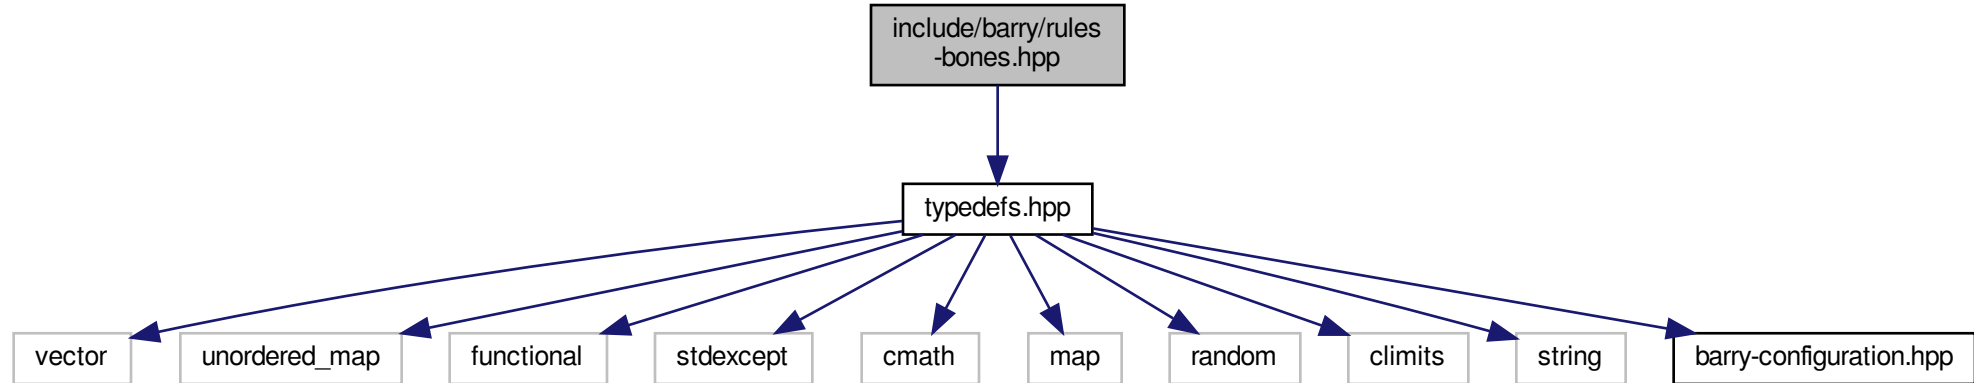 include/barry/rules
-bones.hpp
typedefs.hpp
vector
unordered_map
functional
stdexcept
cmath
map
random
climits
string
barry-configuration.hpp